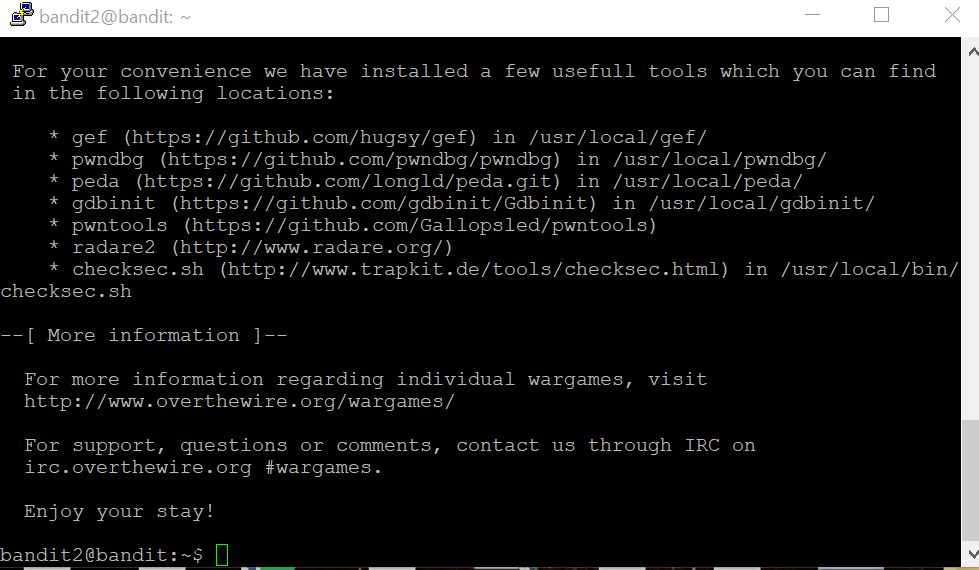 bandit2@bandit: ~
For your convenience we have installed a few usefull tools which you can find
in the following locations:
* gef (https://github.com/hugsy/gef) in /usr/local/gef/
* pwndbg (https://github.com/pwndbg/pwndbg) in /usr/local/pwndbg/
* peda (https://github.com/longld/peda.git) in /usr/local/peda/
* gdbinit (https://github.com/gdbinit/Gdbinit) in /usr/local/gdbinit/
* pwntools (https://github.com/Gallopsled/pwntools)
* radare2 (http://www.radare.org/)
* checksec.sh (http://www.trapkit.de/tools/checksec.html) in /usr/local/bin/
checksec.sh
--[ More information ]--
For more information regarding individual wargames, visit
http://www.overthewire.org/wargames/
For support, questions or comments, contact us through IRC on
irc.overthewire.org #wargames.
Enjoy your stay!
bandit2@bandit:~$